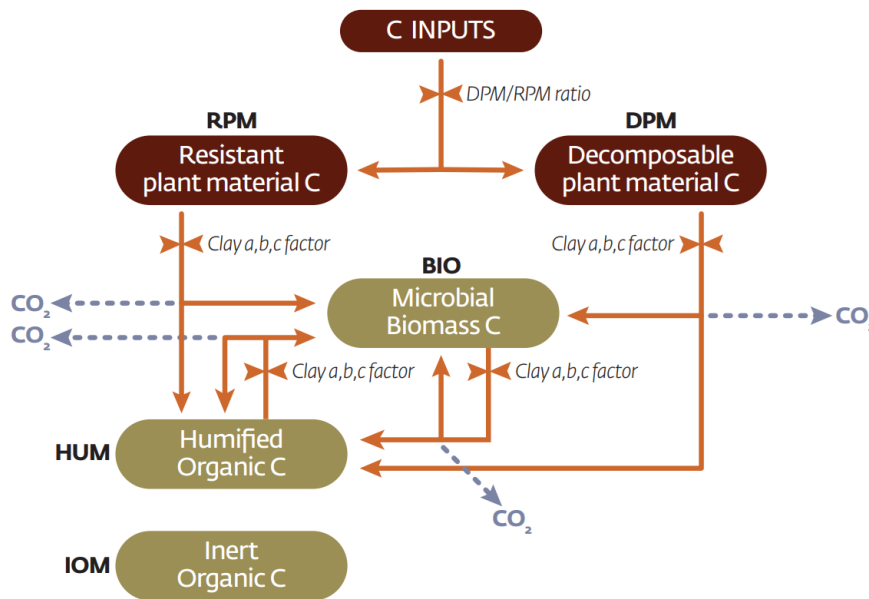 C INPUTS
DPM/RPM ratio
RPM
DPM
Resistant
plant material C
Decomposable
plant material C
Clay a,b,c factor
Clay a,b,c factor
BIO
Microbial
Biomass C
CO₂
CO₂
CO₂
Clay a,b,c factor
Clay a,b,c factor
HUM
Humified
Organic C
CO₂
IOM
Inert
Organic C